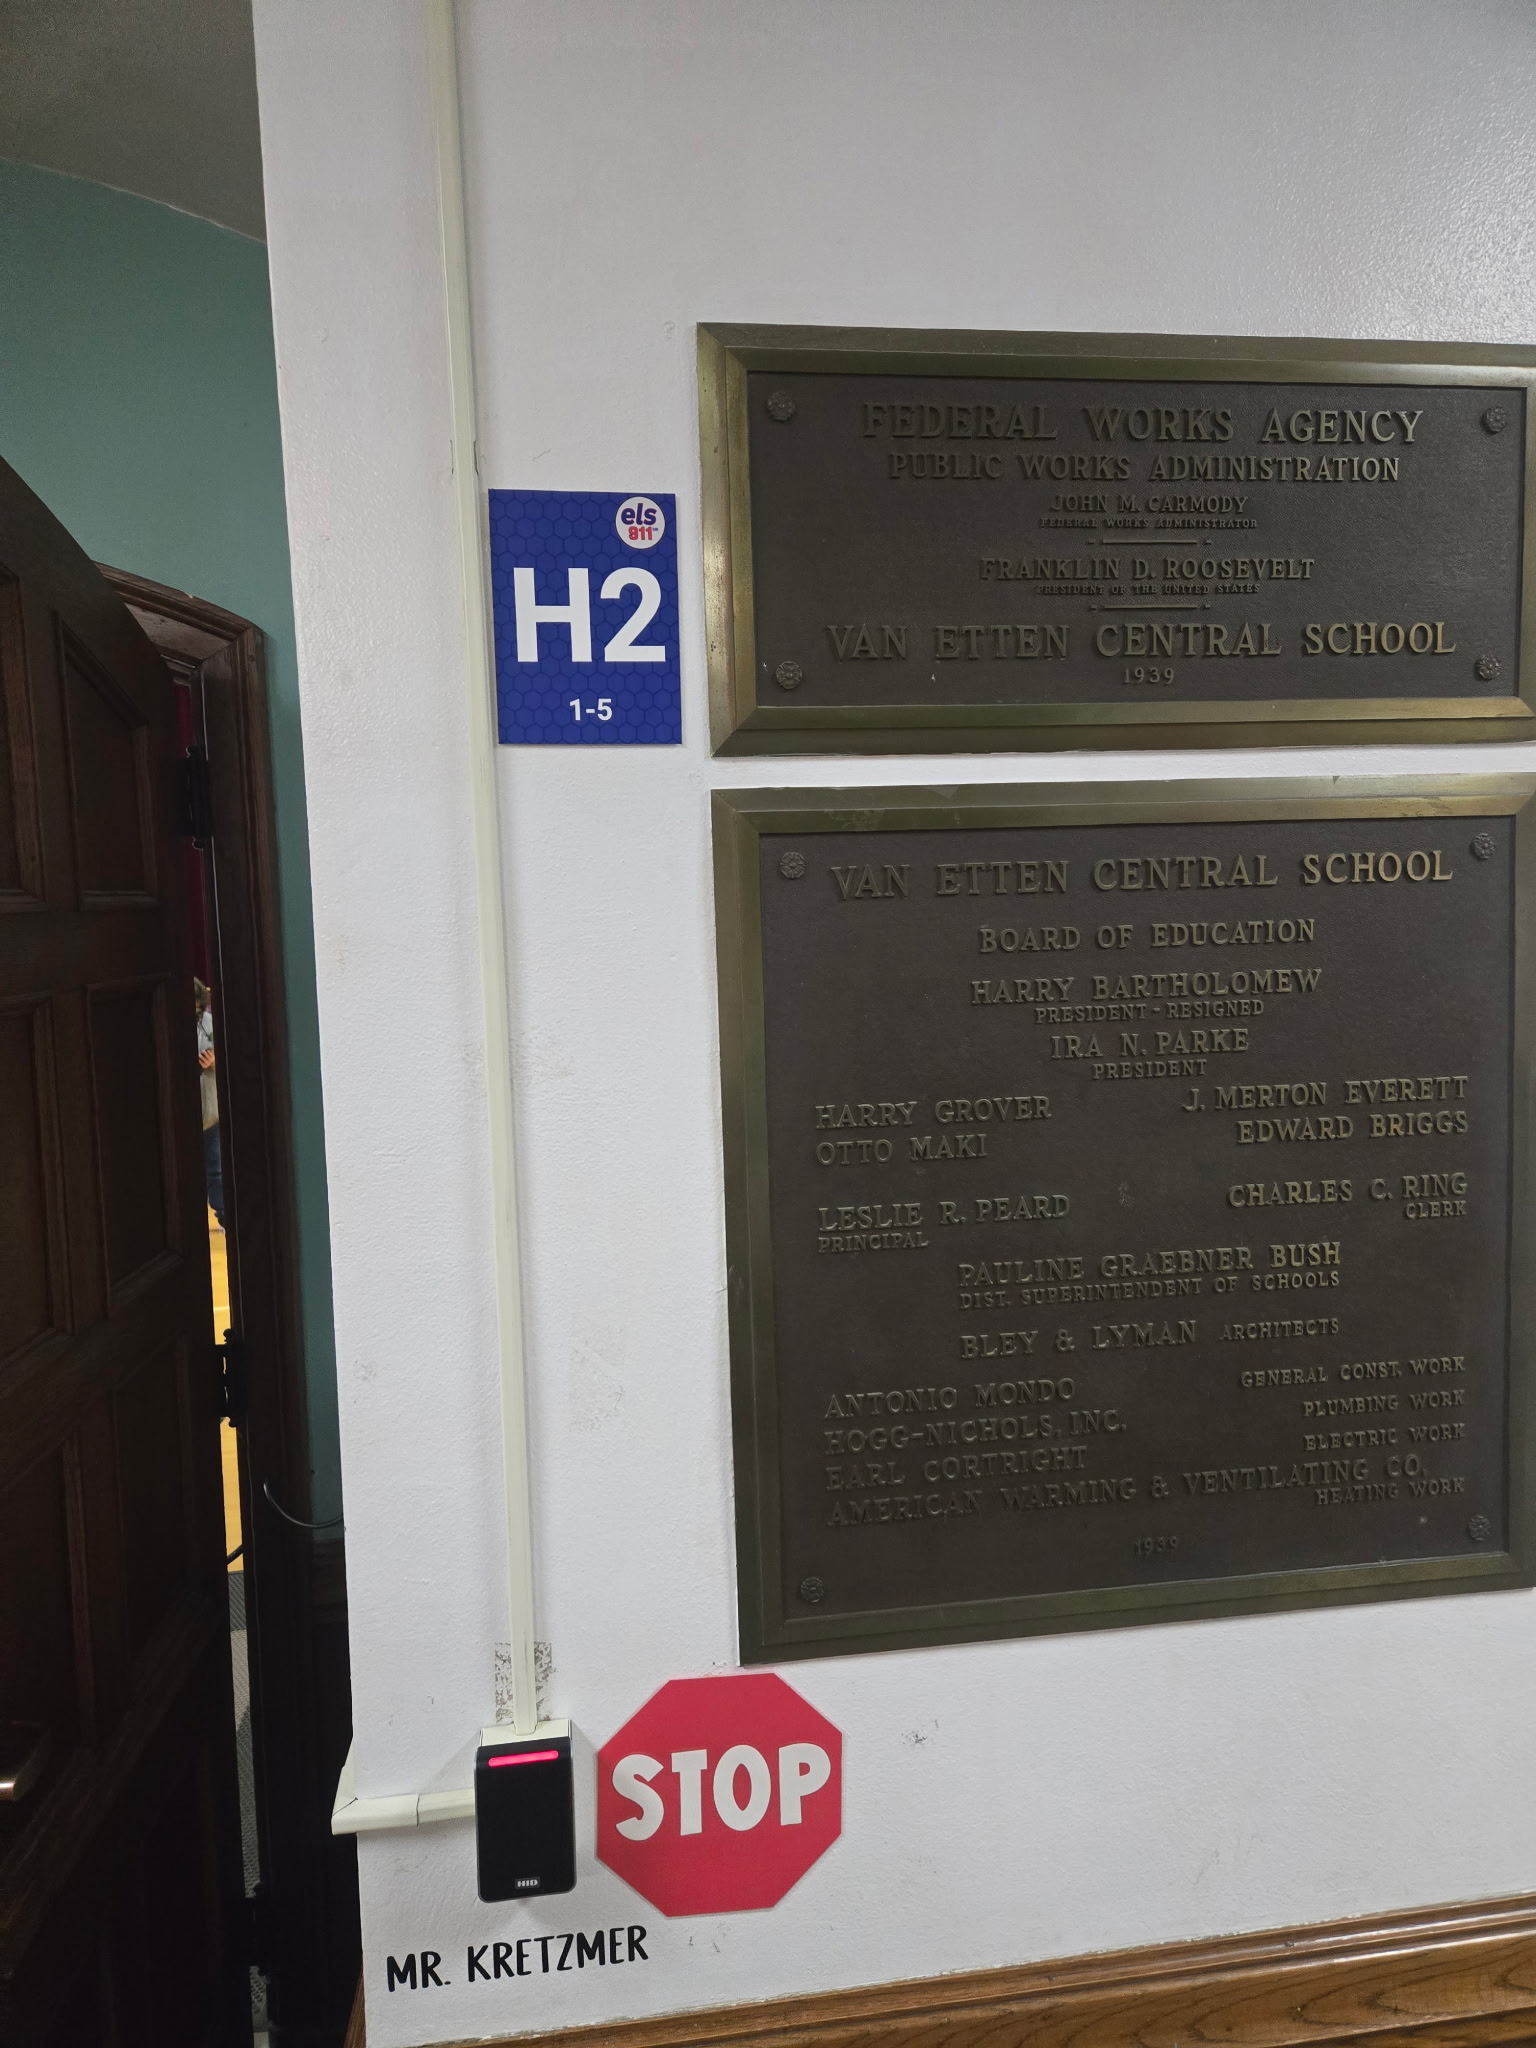 els
911
H2
1-5
FEDERAL WORKS AGENCY
PUBLIC WORKS ADMINISTRATION
JOHN M. CARMODY
FEDERAL WORKS ADMINISTRATOR
FRANKLIN D. ROOSEVELT
PRESIDENT OF THE UNITED STATES
VAN ETTEN CENTRAL SCHOOL
1939
VAN ETTEN CENTRAL SCHOOL
BOARD OF EDUCATION
HARRY BARTHOLOMEW
PRESIDENT - RESIGNED
IRA N. PARKE
PRESIDENT
HARRY GROVER J. MERTON EVERETT
OTTO MAKI EDWARD BRIGGS
LESLIE R. PEARD CHARLES C. RING
PRINCIPAL CLERK
PAULINE GRAEBNER BUSH
DIST. SUPERINTENDENT OF SCHOOLS
BLEY & LYMAN ARCHITECTS
ANTONIO MONDO GENERAL CONST. WORK
HOGG-NICHOLS, INC. PLUMBING WORK
EARL CORTRIGHT ELECTRIC WORK
AMERICAN WARMING & VENTILATING CO.
HEATING WORK
1939
STOP
HID
MR. KRETZMER